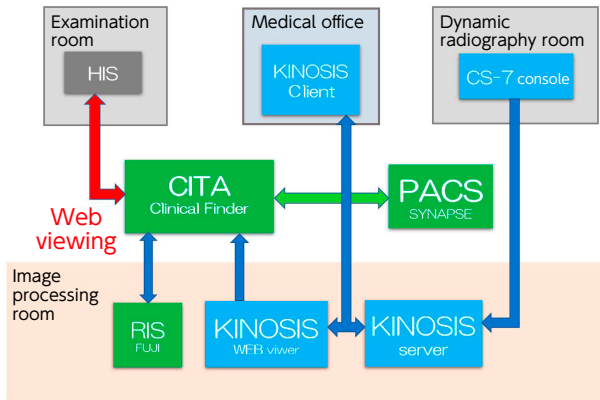 Examination
room
HIS
Medical office
KINOSIS
Client
Dynamic
radiography room
CS-7 console
CITA
Clinical Finder
PACS
SYNAPSE
Web
viewing
Image
processing
room
RIS
FUJI
KINOSIS
WEB viwer
KINOSIS
server